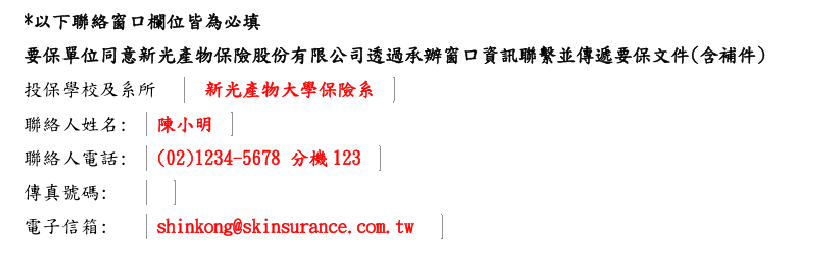 *以下聯絡窗口欄位皆為必填
要保單位同意新光產物保險股份有限公司透過承辦窗口資訊聯繫並傳遞要保文件(含補件)
投保學校及系所 新光產物大學保險系
聯絡人姓名: 陳小明
聯絡人電話: (02)1234-5678 分機 123
傳真號碼:
電子信箱: shinkong@skinsurance.com.tw